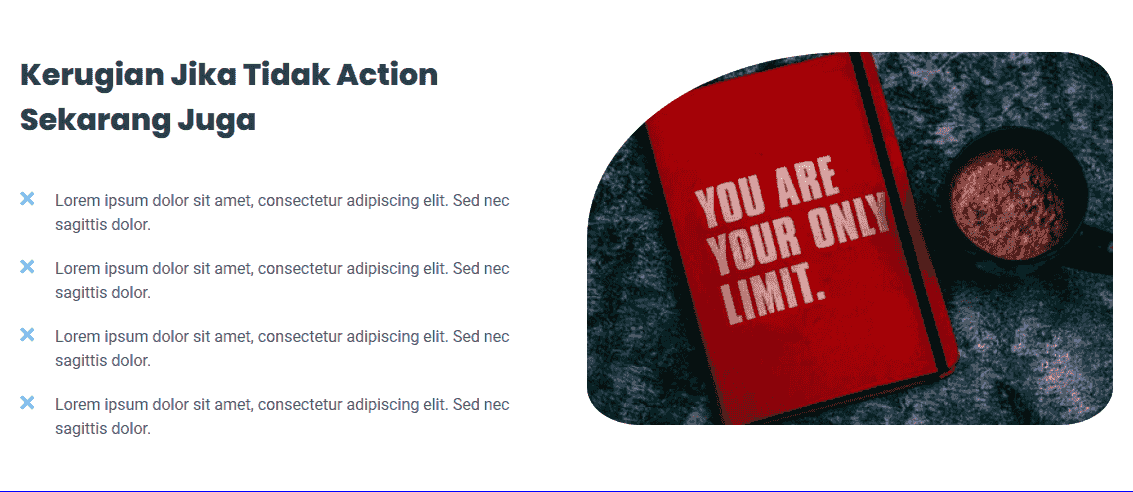 Kerugian Jika Tidak Action
Sekarang Juga
Lorem ipsum dolor sit amet, consectetur adipiscing elit. Sed nec
sagittis dolor.
Lorem ipsum dolor sit amet, consectetur adipiscing elit. Sed nec
sagittis dolor.
Lorem ipsum dolor sit amet, consectetur adipiscing elit. Sed nec
sagittis dolor.
Lorem ipsum dolor sit amet, consectetur adipiscing elit. Sed nec
sagittis dolor.
YOU ARE
YOUR ONLY
LIMIT.